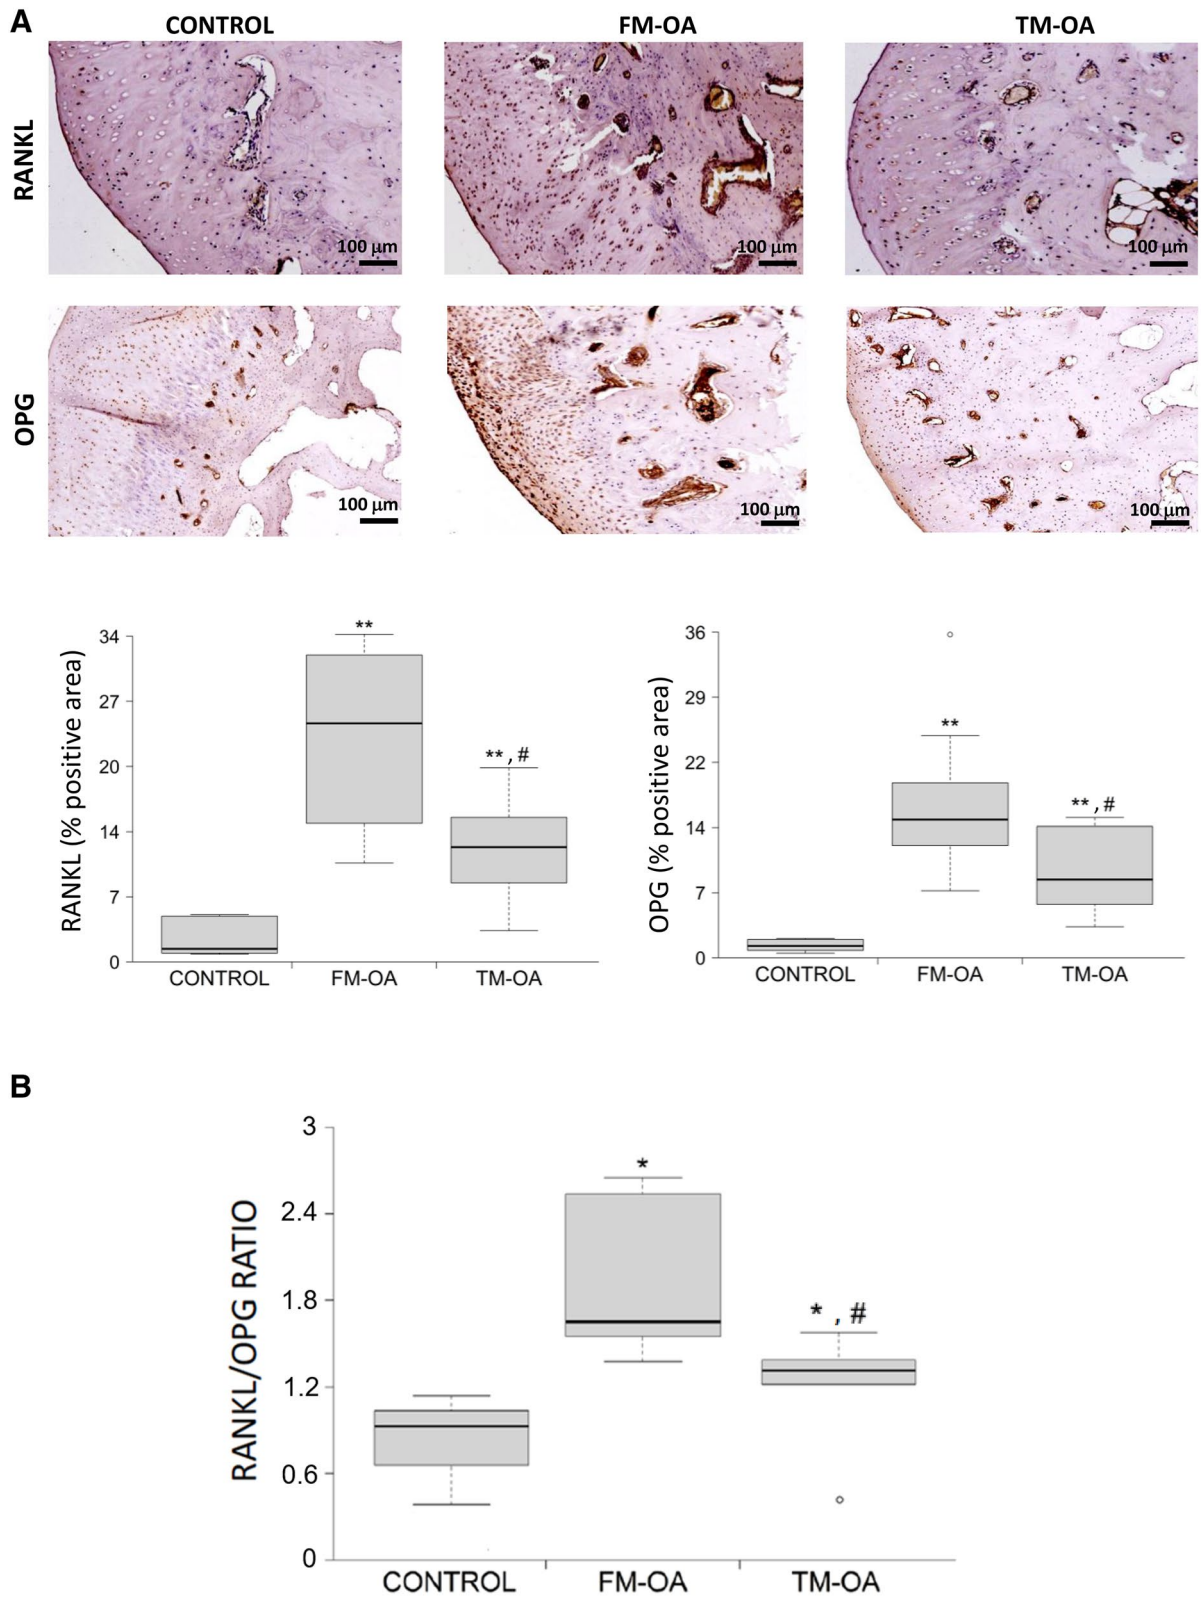 A
CONTROL FM-OA TM-OA
RANKL
100 µm 100 µm 100 µm
OPG
100 µm 100 µm 100 µm
RANKL (% positive area)
34
27
20
14
7
0
**
**, #
CONTROL FM-OA TM-OA
OPG (% positive area)
36
29
22
14
7
0
**
**, #
CONTROL FM-OA TM-OA
B
RANKL/OPG RATIO
3
2.4
1.8
1.2
0.6
0
*
* , #
CONTROL FM-OA TM-OA